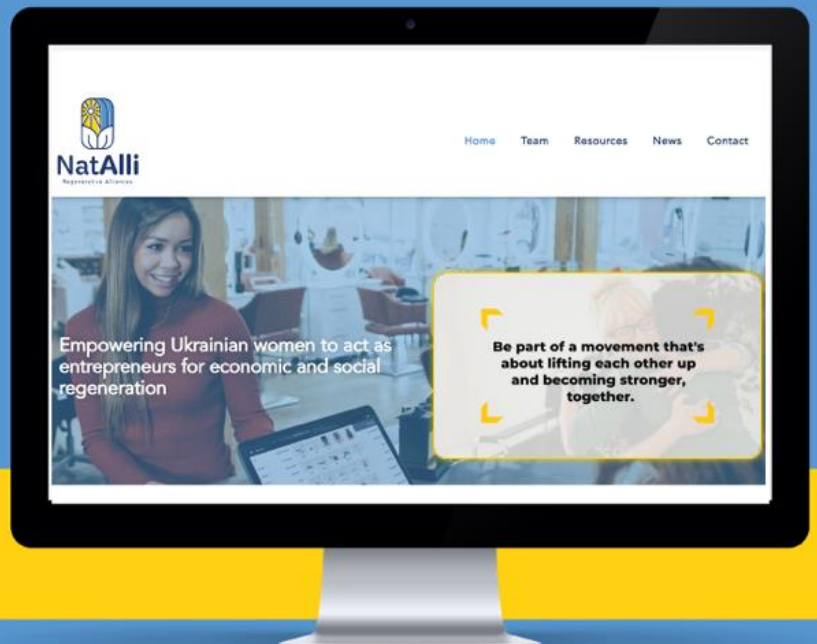 NatAlli
Regenerative Alliances
Home Team Resources News Contact
Empowering Ukrainian women to act as
entrepreneurs for economic and social
regeneration
Be part of a movement that's
about lifting each other up
and becoming stronger,
together.